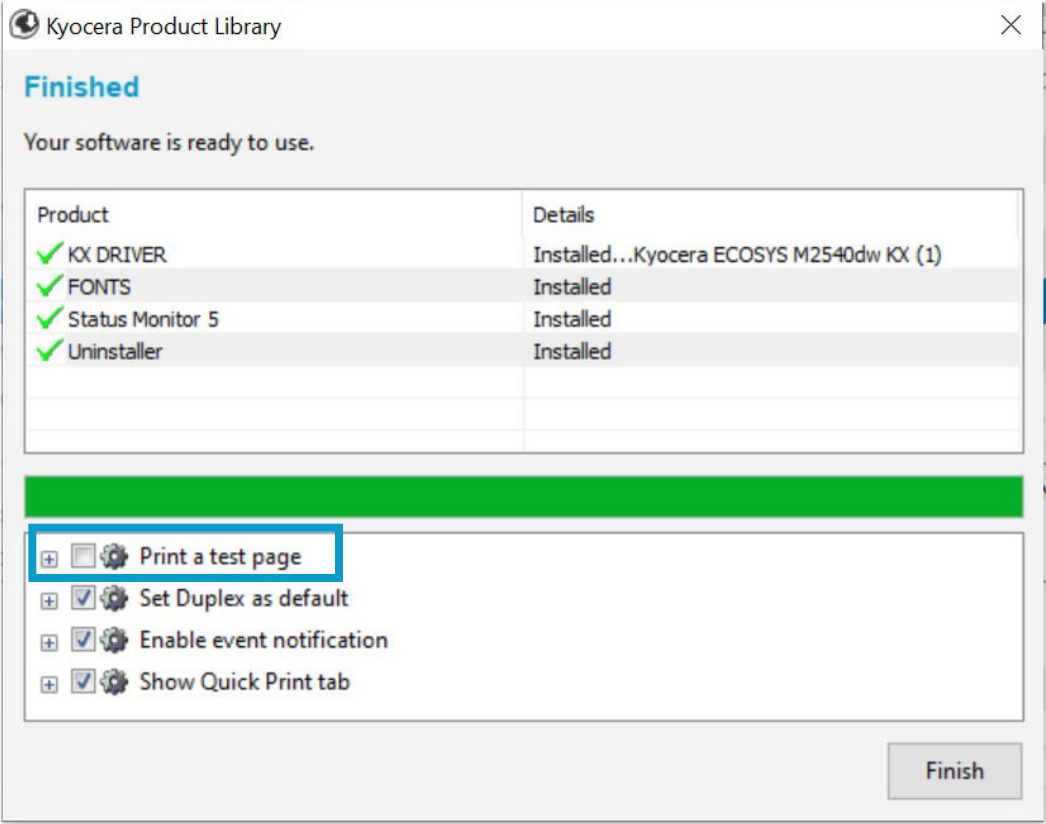 Kyocera Product Library
Finished
Your software is ready to use.
Product Details
KX DRIVER Installed...Kyocera ECOSYS M2540dw KX (1)
FONTS Installed
Status Monitor 5 Installed
Uninstaller Installed
Print a test page
Set Duplex as default
Enable event notification
Show Quick Print tab
Finish